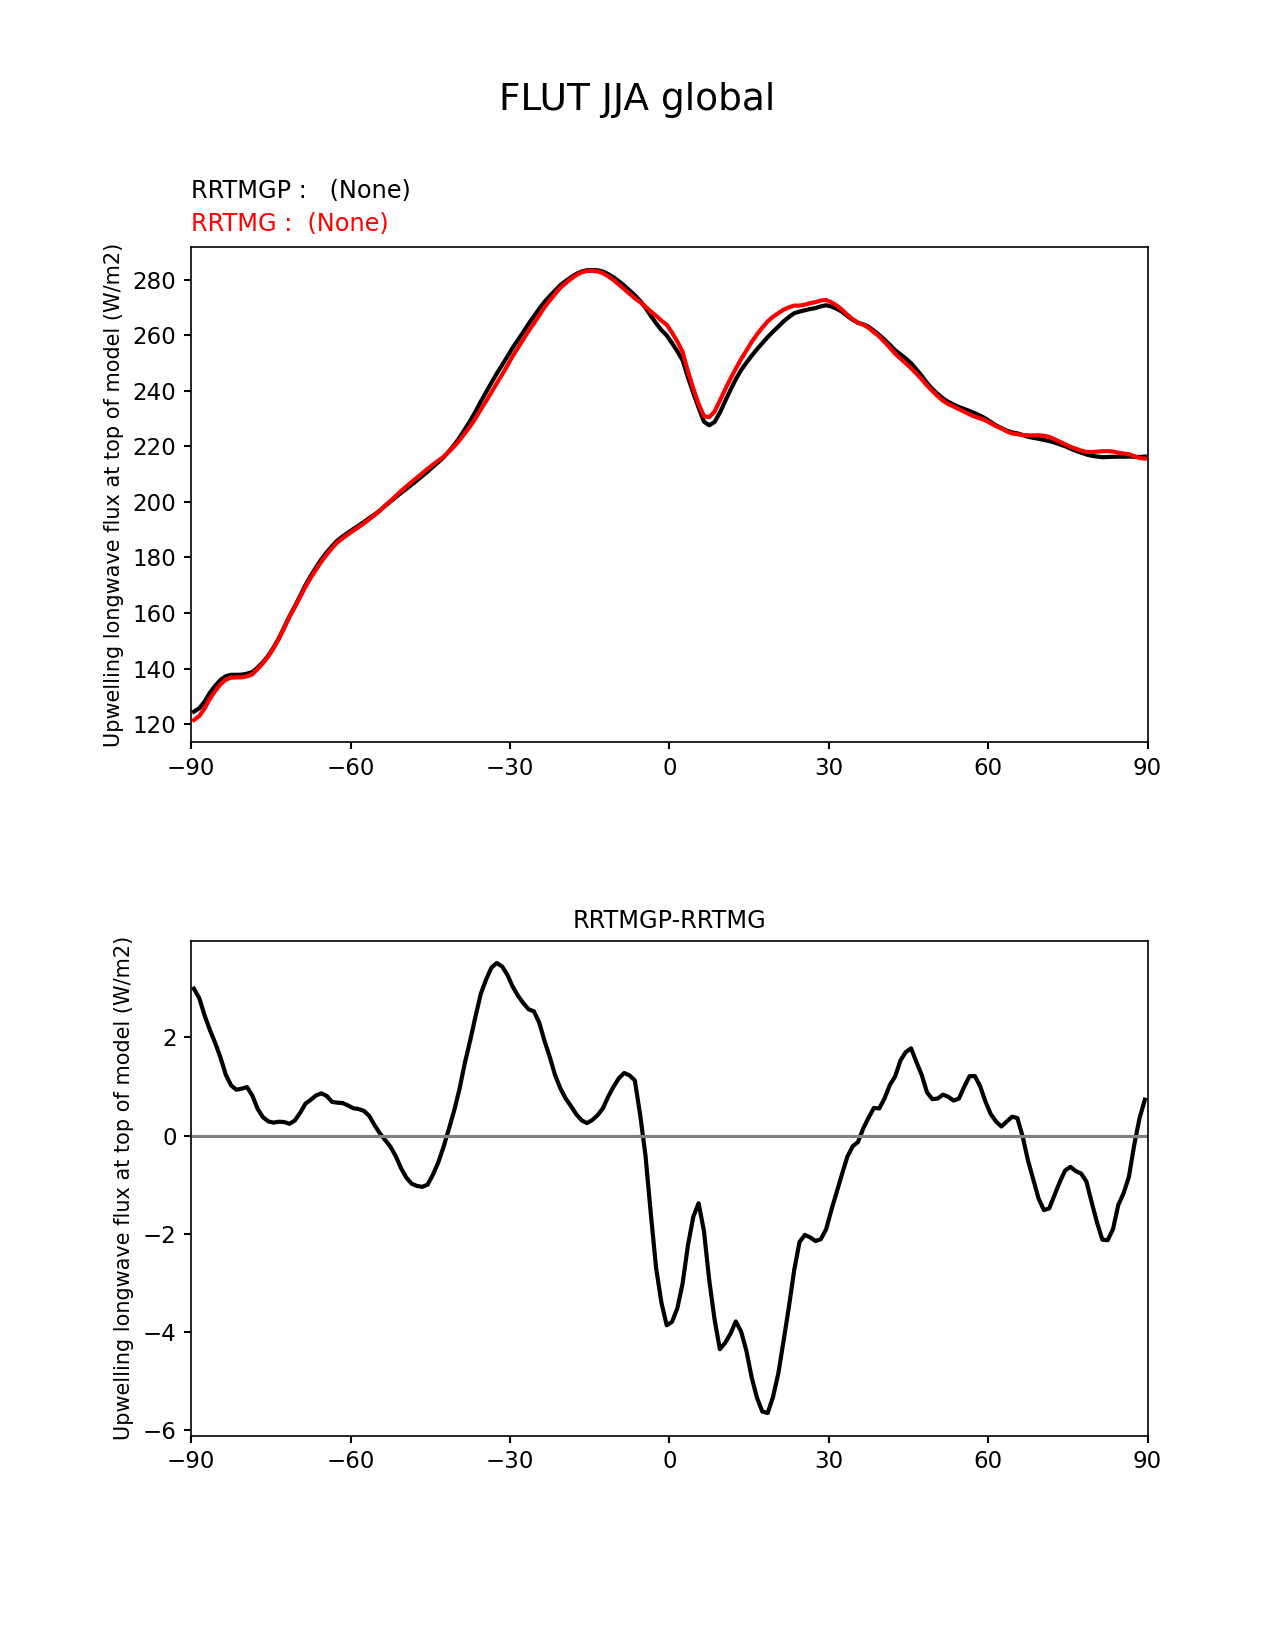 FLUT JJA global
RRTMGP :   (None)
RRTMG :  (None)
Upwelling longwave flux at top of model (W/m2)
280
260
240
220
200
180
160
140
120
−90 −60 −30 0 30 60 90
RRTMGP-RRTMG
Upwelling longwave flux at top of model (W/m2)
2
0
−2
−4
−6
−90 −60 −30 0 30 60 90